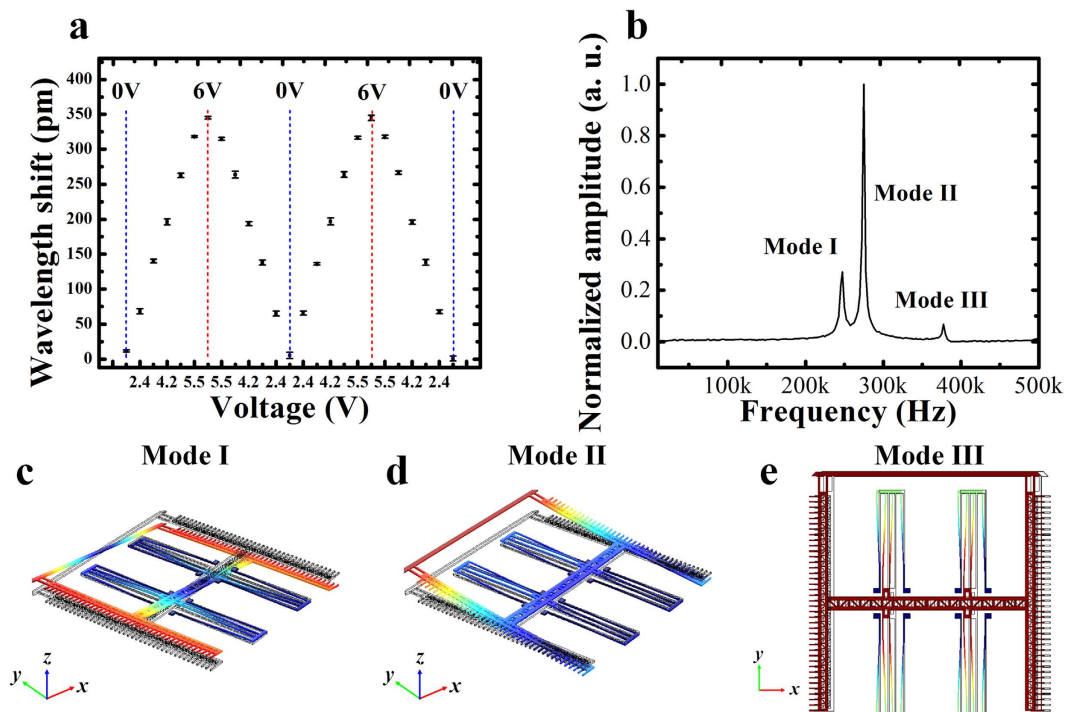 a
Wavelength shift (pm)
400
350
300
250
200
150
100
50
0
0V 6V 0V 6V 0V
2.4 4.2 5.5 5.5 4.2 2.4 2.4 4.2 5.5 5.5 4.2 2.4
Voltage (V)
b
Normalized amplitude (a. u.)
1.0
0.8
0.6
0.4
0.2
0.0
Mode I
Mode II
Mode III
100k 200k 300k 400k 500k
Frequency (Hz)
c
Mode I
z
y
x
d
Mode II
z
y
x
e
Mode III
y
x